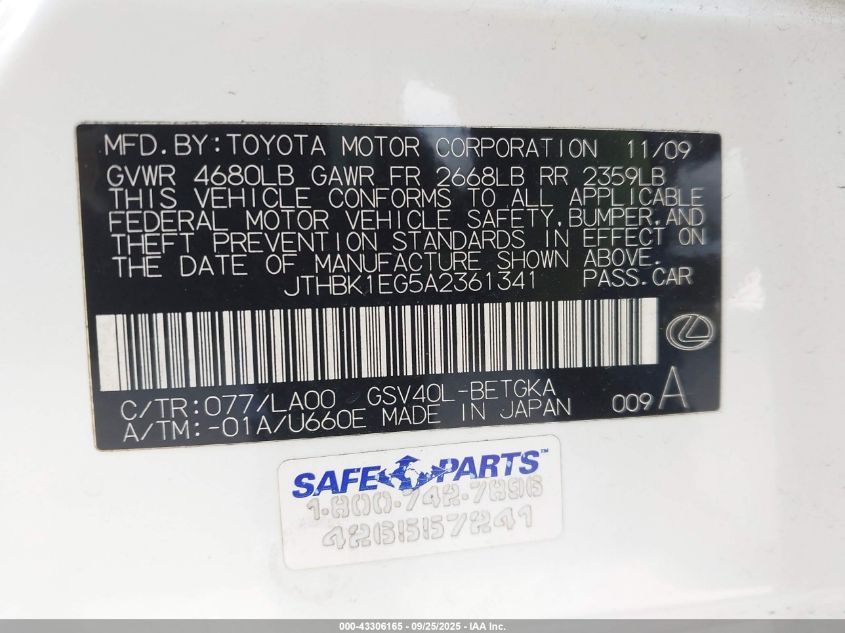 MFD. BY: TOYOTA MOTOR CORPORATION 11/09
GVWR 4680LB GAWR FR 2668LB RR 2359LB
THIS VEHICLE CONFORMS TO ALL APPLICABLE
FEDERAL MOTOR VEHICLE SAFETY, BUMPER, AND
THEFT PREVENTION STANDARDS IN EFFECT ON
THE DATE OF MANUFACTURE SHOWN ABOVE.
JTHBK1EG5A2361341 PASS. CAR
C/TR: 077/LA00 GSV40L-BETGKA
A/TM: -01A/U660E MADE IN JAPAN 009 A
SAFE PARTS
1-800-742-7896
426557241
000-43306165 - 09/25/2025 - IAA Inc.